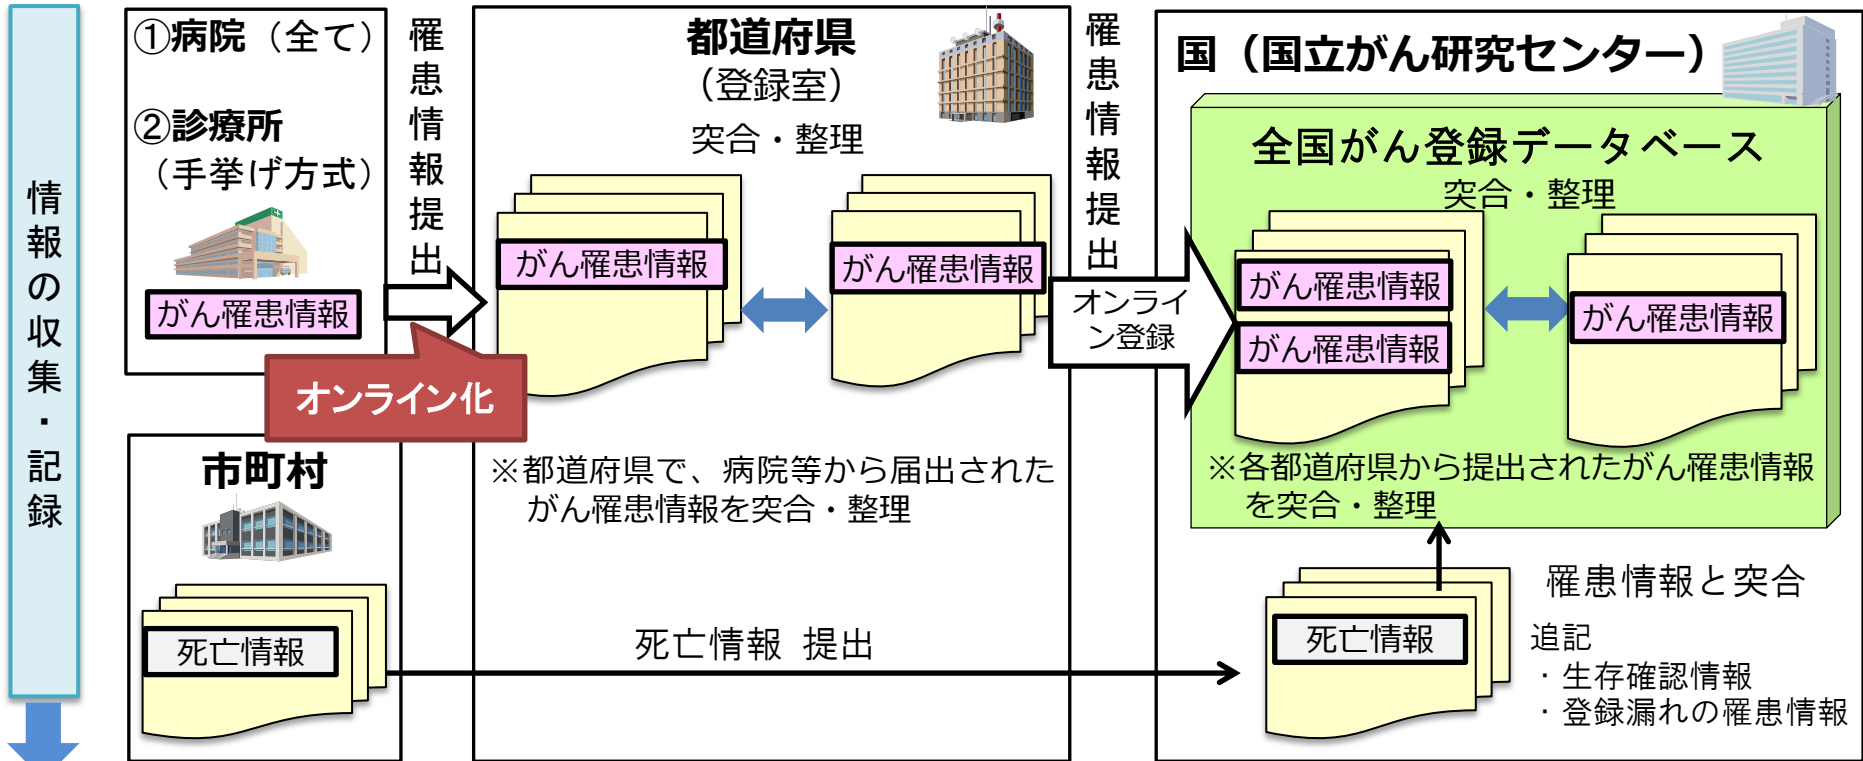 情報の収集・記録
①病院（全て）
②診療所
（手挙げ方式）
がん罹患情報
罹患情報提出
オンライン化
市町村
死亡情報
都道府県
（登録室）
突合・整理
がん罹患情報
がん罹患情報
※都道府県で、病院等から届出された
がん罹患情報を突合・整理
死亡情報 提出
罹患情報提出
オンライ
ン登録
国（国立がん研究センター）
全国がん登録データベース
突合・整理
がん罹患情報
がん罹患情報
がん罹患情報
※各都道府県から提出されたがん罹患情報
を突合・整理
死亡情報
罹患情報と突合
追記
・生存確認情報
・登録漏れの罹患情報